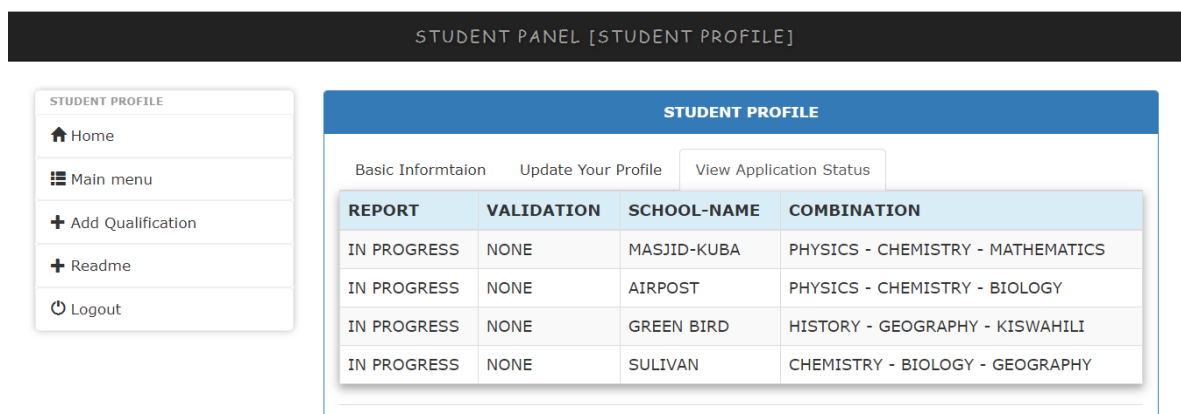 STUDENT PANEL [STUDENT PROFILE]
STUDENT PROFILE
Home
Main menu
Add Qualification
Readme
Logout
STUDENT PROFILE
Basic Informtaion Update Your Profile View Application Status
REPORT VALIDATION SCHOOL-NAME COMBINATION
IN PROGRESS NONE MASJID-KUBA PHYSICS - CHEMISTRY - MATHEMATICS
IN PROGRESS NONE AIRPOST PHYSICS - CHEMISTRY - BIOLOGY
IN PROGRESS NONE GREEN BIRD HISTORY - GEOGRAPHY - KISWAHILI
IN PROGRESS NONE SULIVAN CHEMISTRY - BIOLOGY - GEOGRAPHY